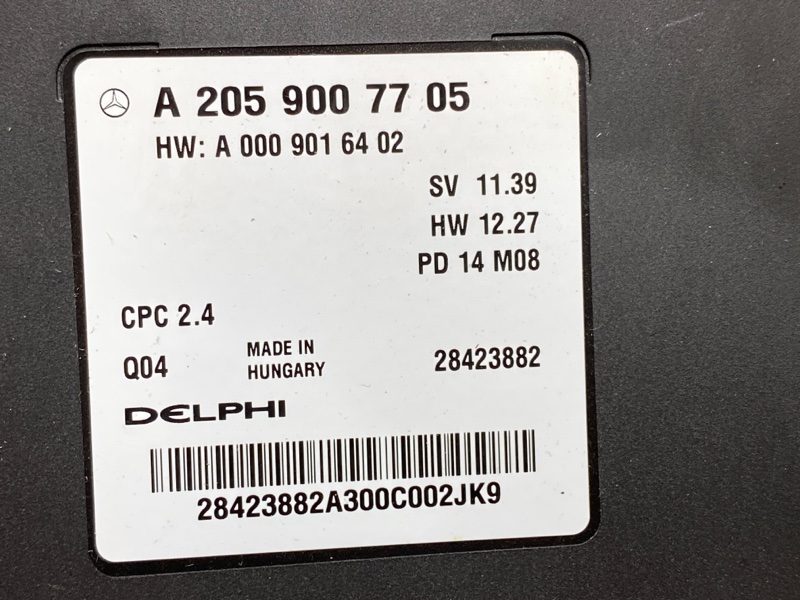 A 205 900 77 05
HW: A 000 901 64 02
SV 11.39
HW 12.27
PD 14 M08
CPC 2.4
Q04
MADE IN
HUNGARY
28423882
DELPHI
28423882A300C002JK9